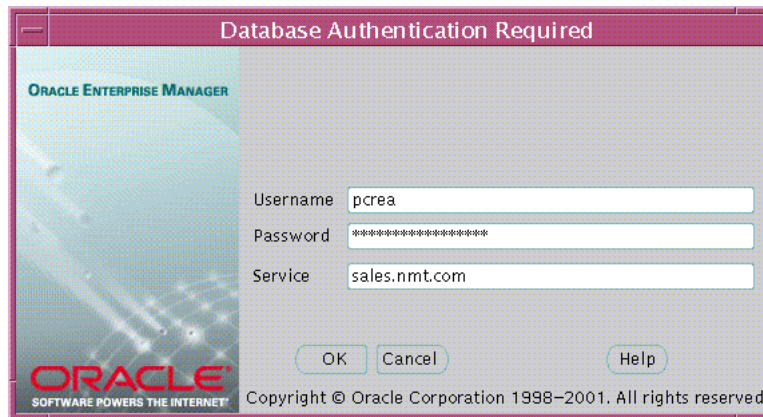 Database Authentication Required
ORACLE ENTERPRISE MANAGER
Username pcrea
Password *****************
Service sales.nmt.com
OK Cancel Help
ORACLE®
SOFTWARE POWERS THE INTERNET™
Copyright © Oracle Corporation 1998–2001. All rights reserved